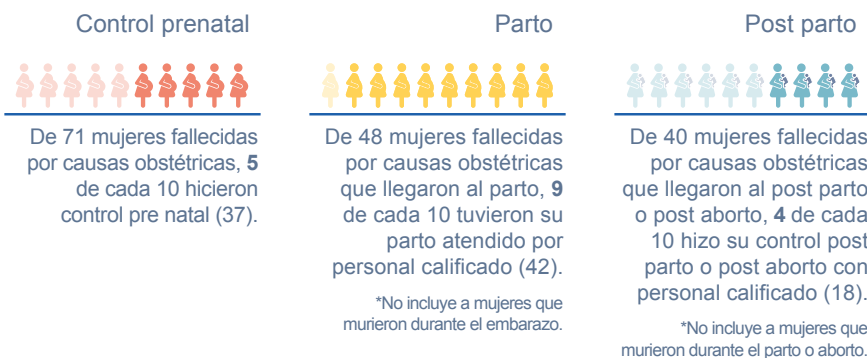 Control prenatal
De 71 mujeres fallecidas
por causas obstétricas, 5
de cada 10 hicieron
control pre natal (37).
Parto
De 48 mujeres fallecidas
por causas obstétricas
que llegaron al parto, 9
de cada 10 tuvieron su
parto atendido por
personal calificado (42).
*No incluye a mujeres que
murieron durante el embarazo.
Post parto
De 40 mujeres fallecidas
por causas obstétricas
que llegaron al post parto
o post aborto, 4 de cada
10 hizo su control post
parto o post aborto con
personal calificado (18).
*No incluye a mujeres que
murieron durante el parto o aborto.